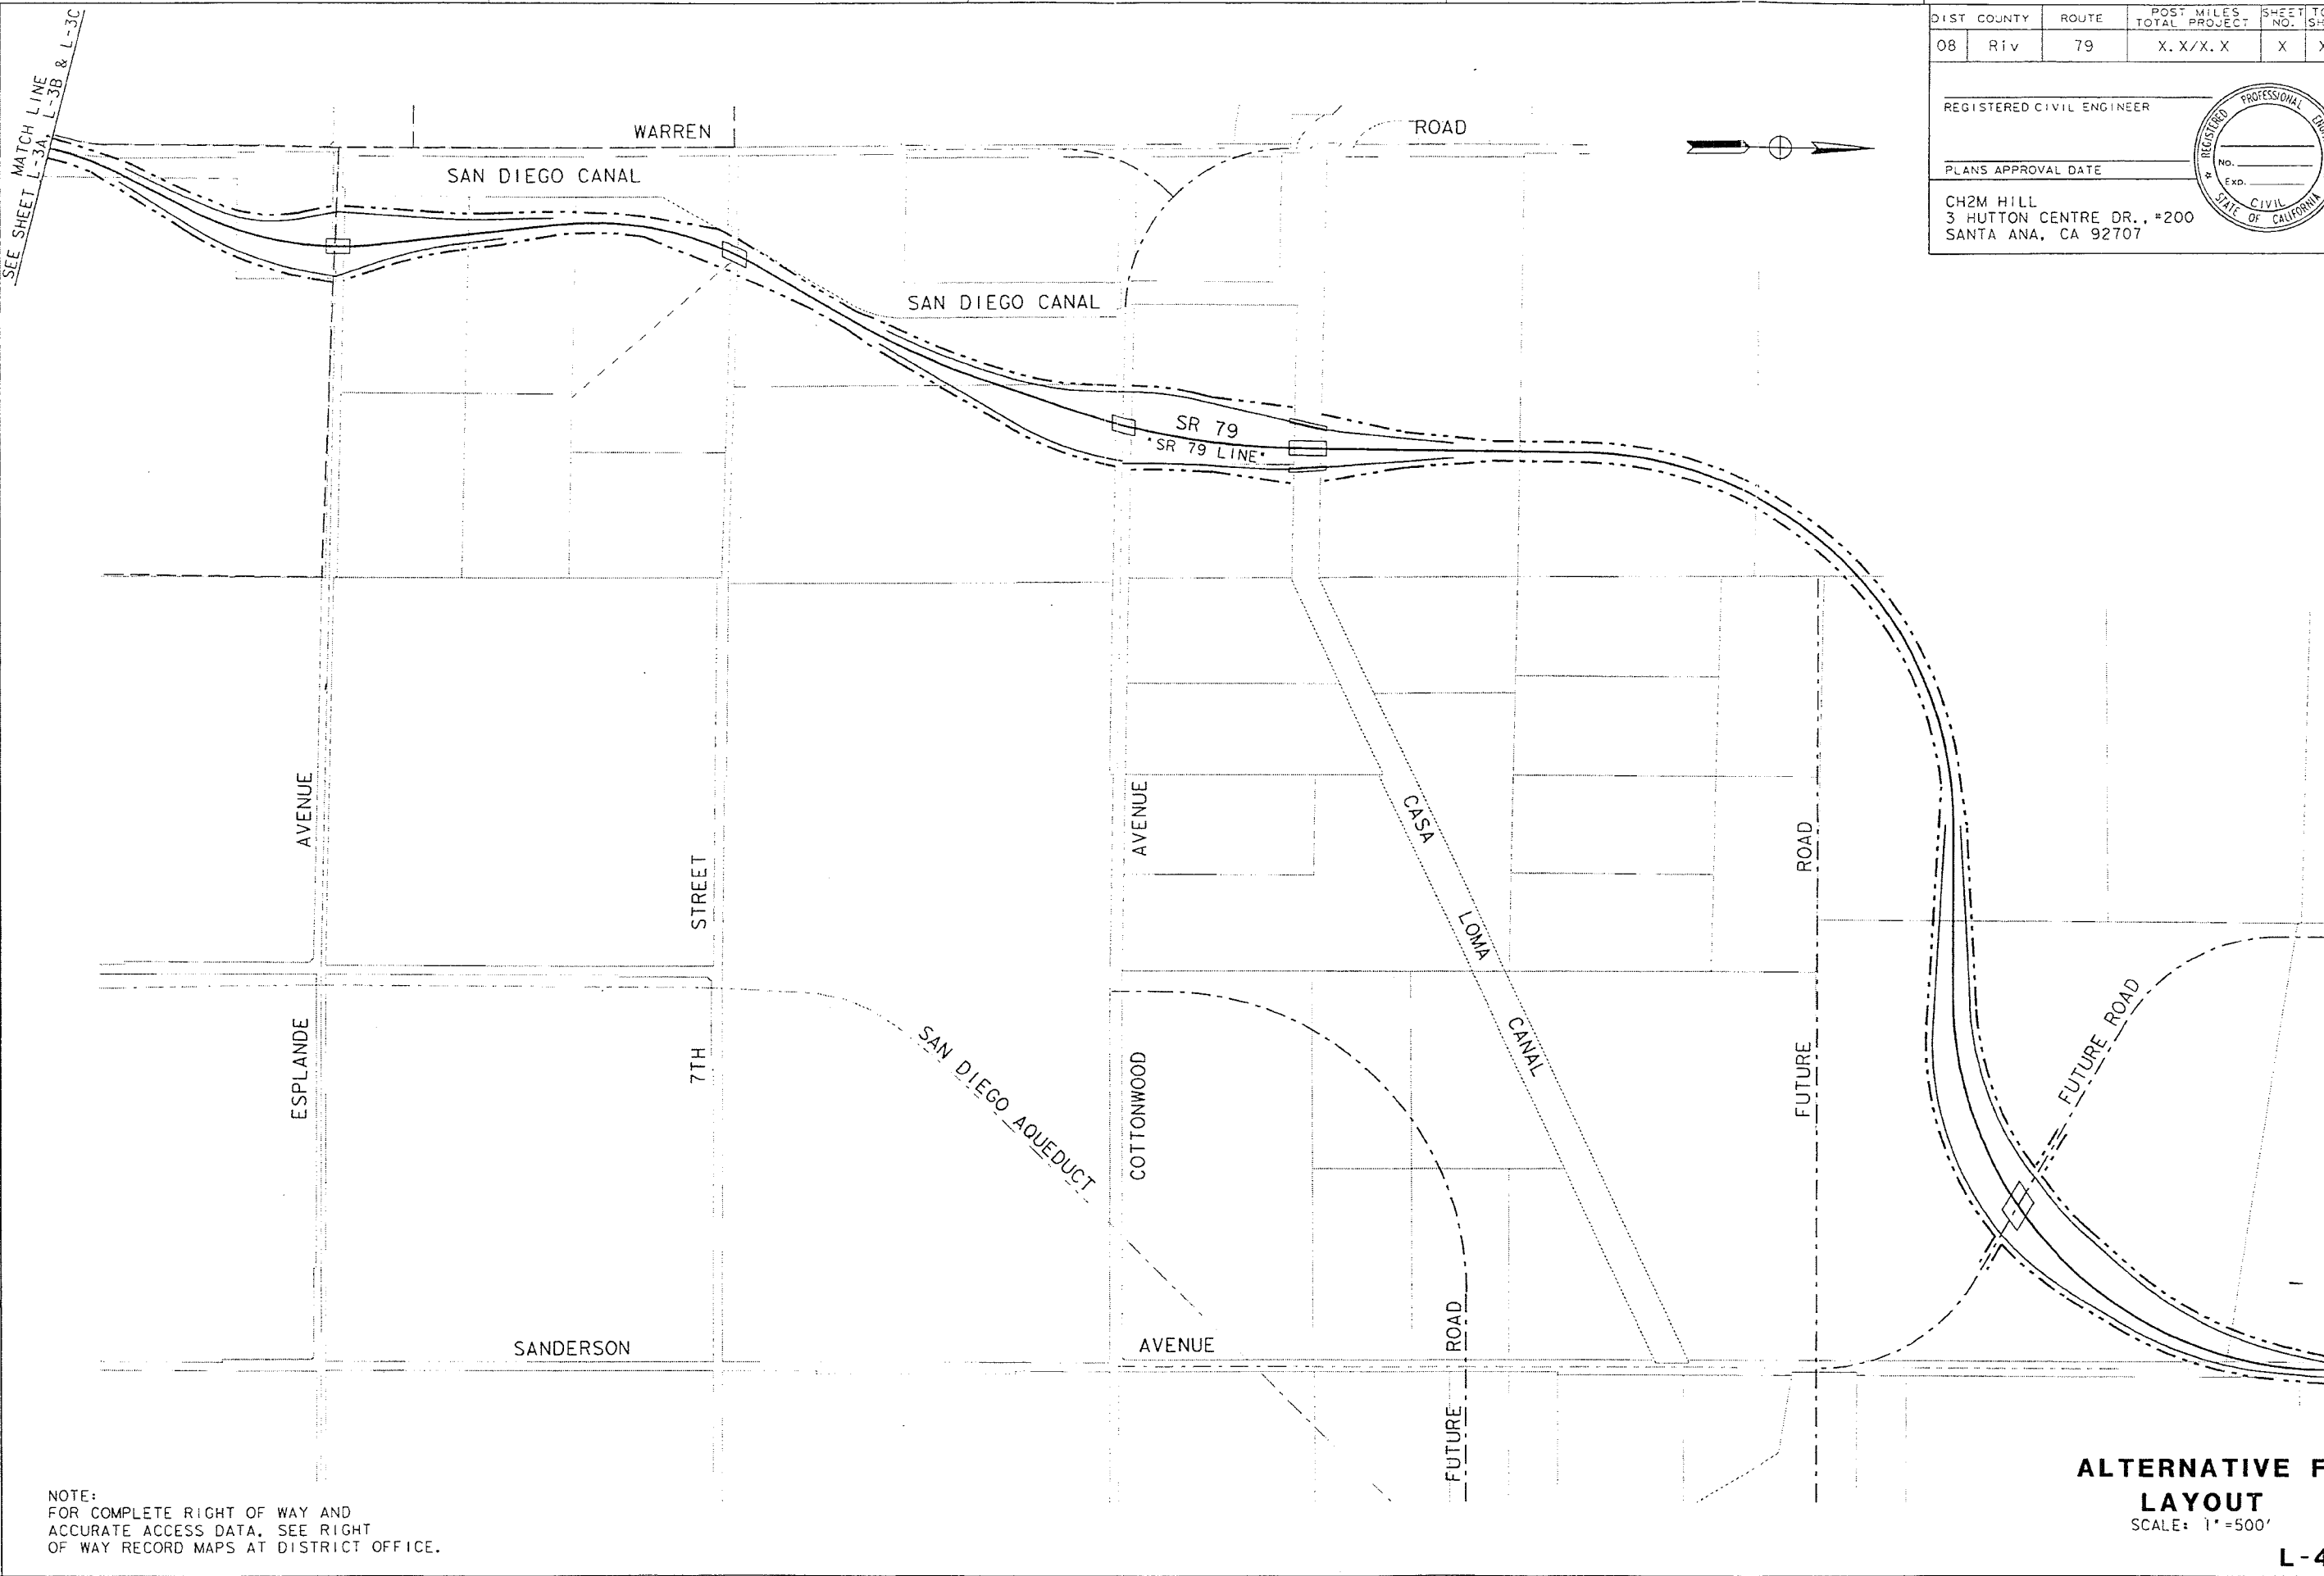 DIST COUNTY ROUTE POST MILES TOTAL PROJECT SHEET NO.
08 Riv 79 X.X/X.X X
REGISTERED CIVIL ENGINEER
PLANS APPROVAL DATE
CH2M HILL
3 HUTTON CENTRE DR., #200
SANTA ANA, CA 92707
REGISTERED PROFESSIONAL
No.
Exp.
CIVIL
STATE OF CALIFORNIA
SEE SHEET MATCH LINE
L-3A, L-3B & L-3C
WARREN ROAD
SAN DIEGO CANAL
SAN DIEGO CANAL
SR 79
"SR 79 LINE"
ESPLANDE AVENUE
7TH STREET
COTTONWOOD AVENUE
CASA LOMA CANAL
FUTURE ROAD
FUTURE ROAD
SAN DIEGO AQUEDUCT
SANDERSON AVENUE
FUTURE ROAD
NOTE:
FOR COMPLETE RIGHT OF WAY AND
ACCURATE ACCESS DATA, SEE RIGHT
OF WAY RECORD MAPS AT DISTRICT OFFICE.
ALTERNATIVE F
LAYOUT
SCALE: 1"=500'
L-4